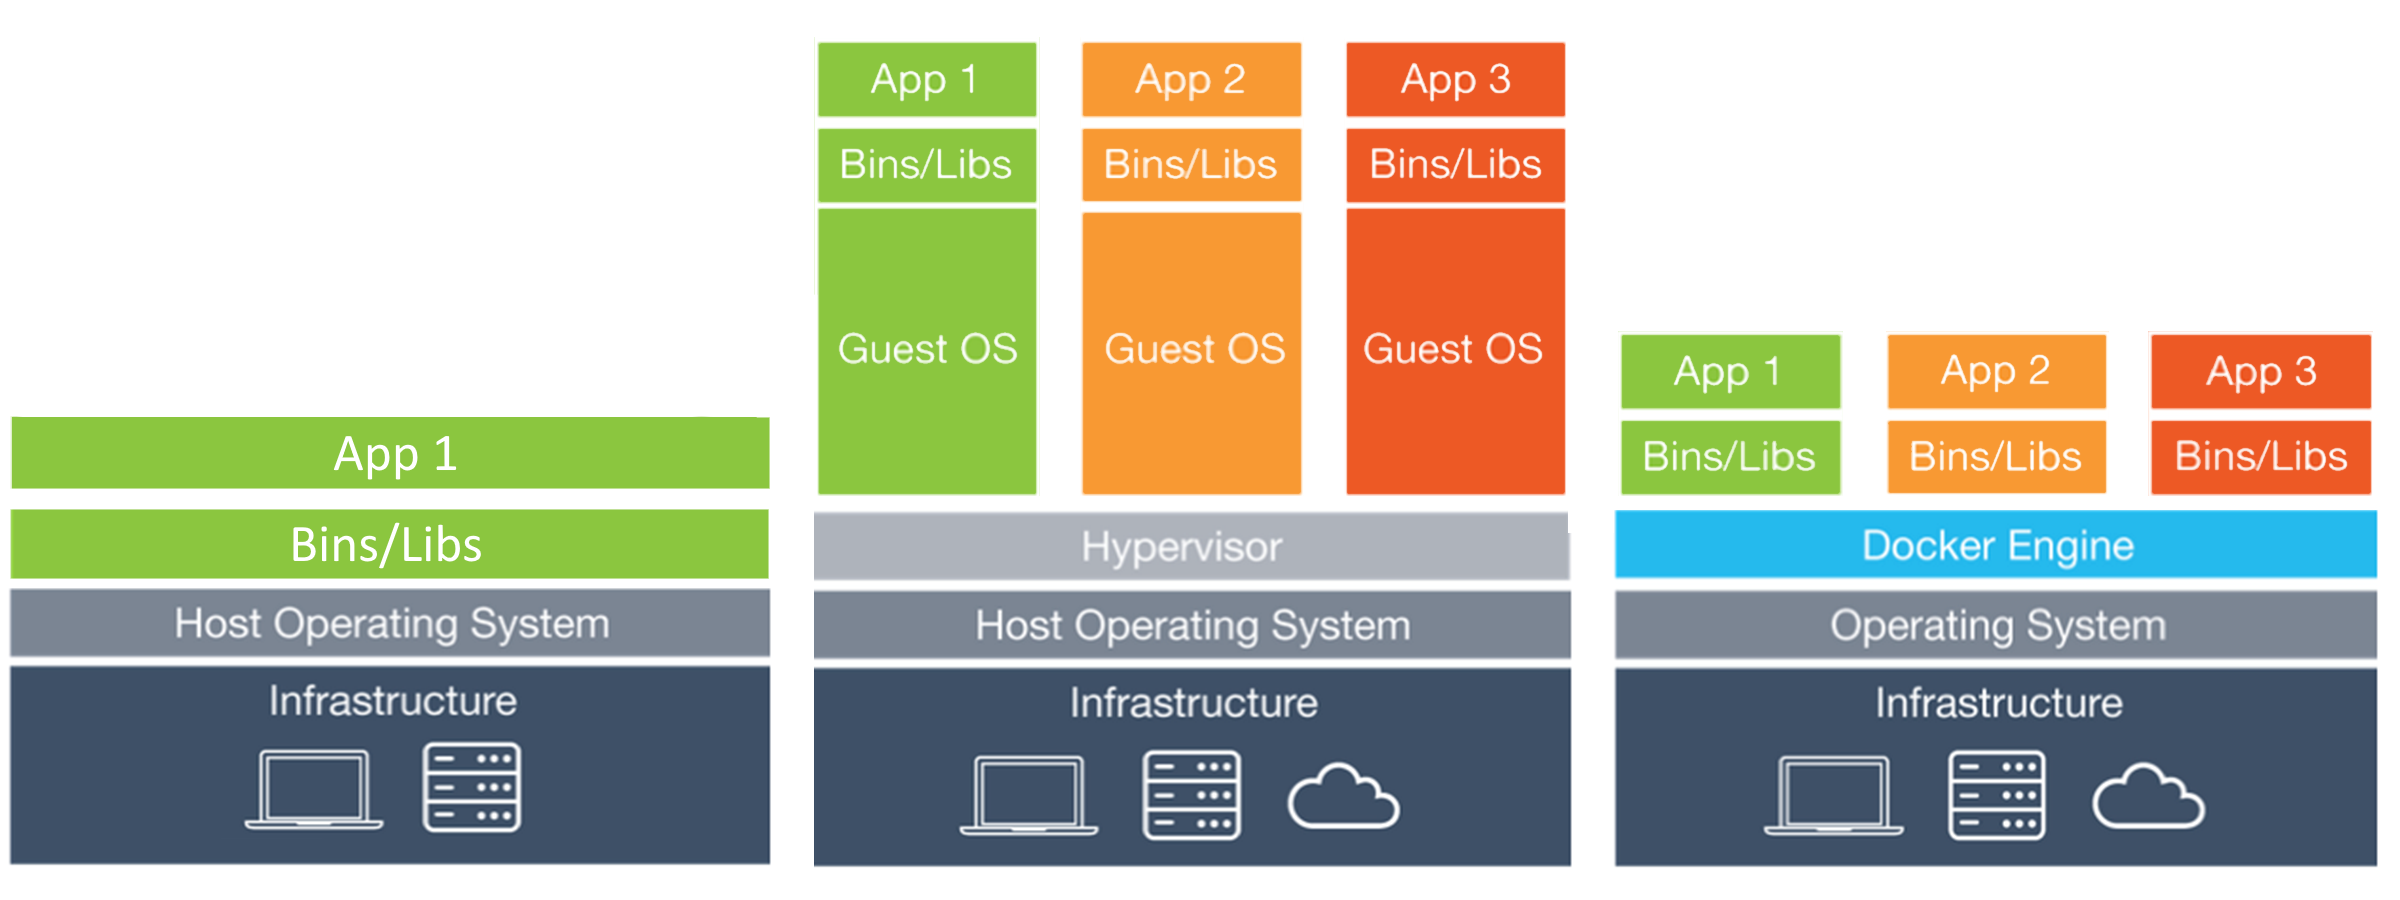 App 1
Bins/Libs
Host Operating System
Infrastructure
App 1
App 2
App 3
Bins/Libs
Bins/Libs
Bins/Libs
Guest OS
Guest OS
Guest OS
Hypervisor
Host Operating System
Infrastructure
App 1
App 2
App 3
Bins/Libs
Bins/Libs
Bins/Libs
Docker Engine
Operating System
Infrastructure